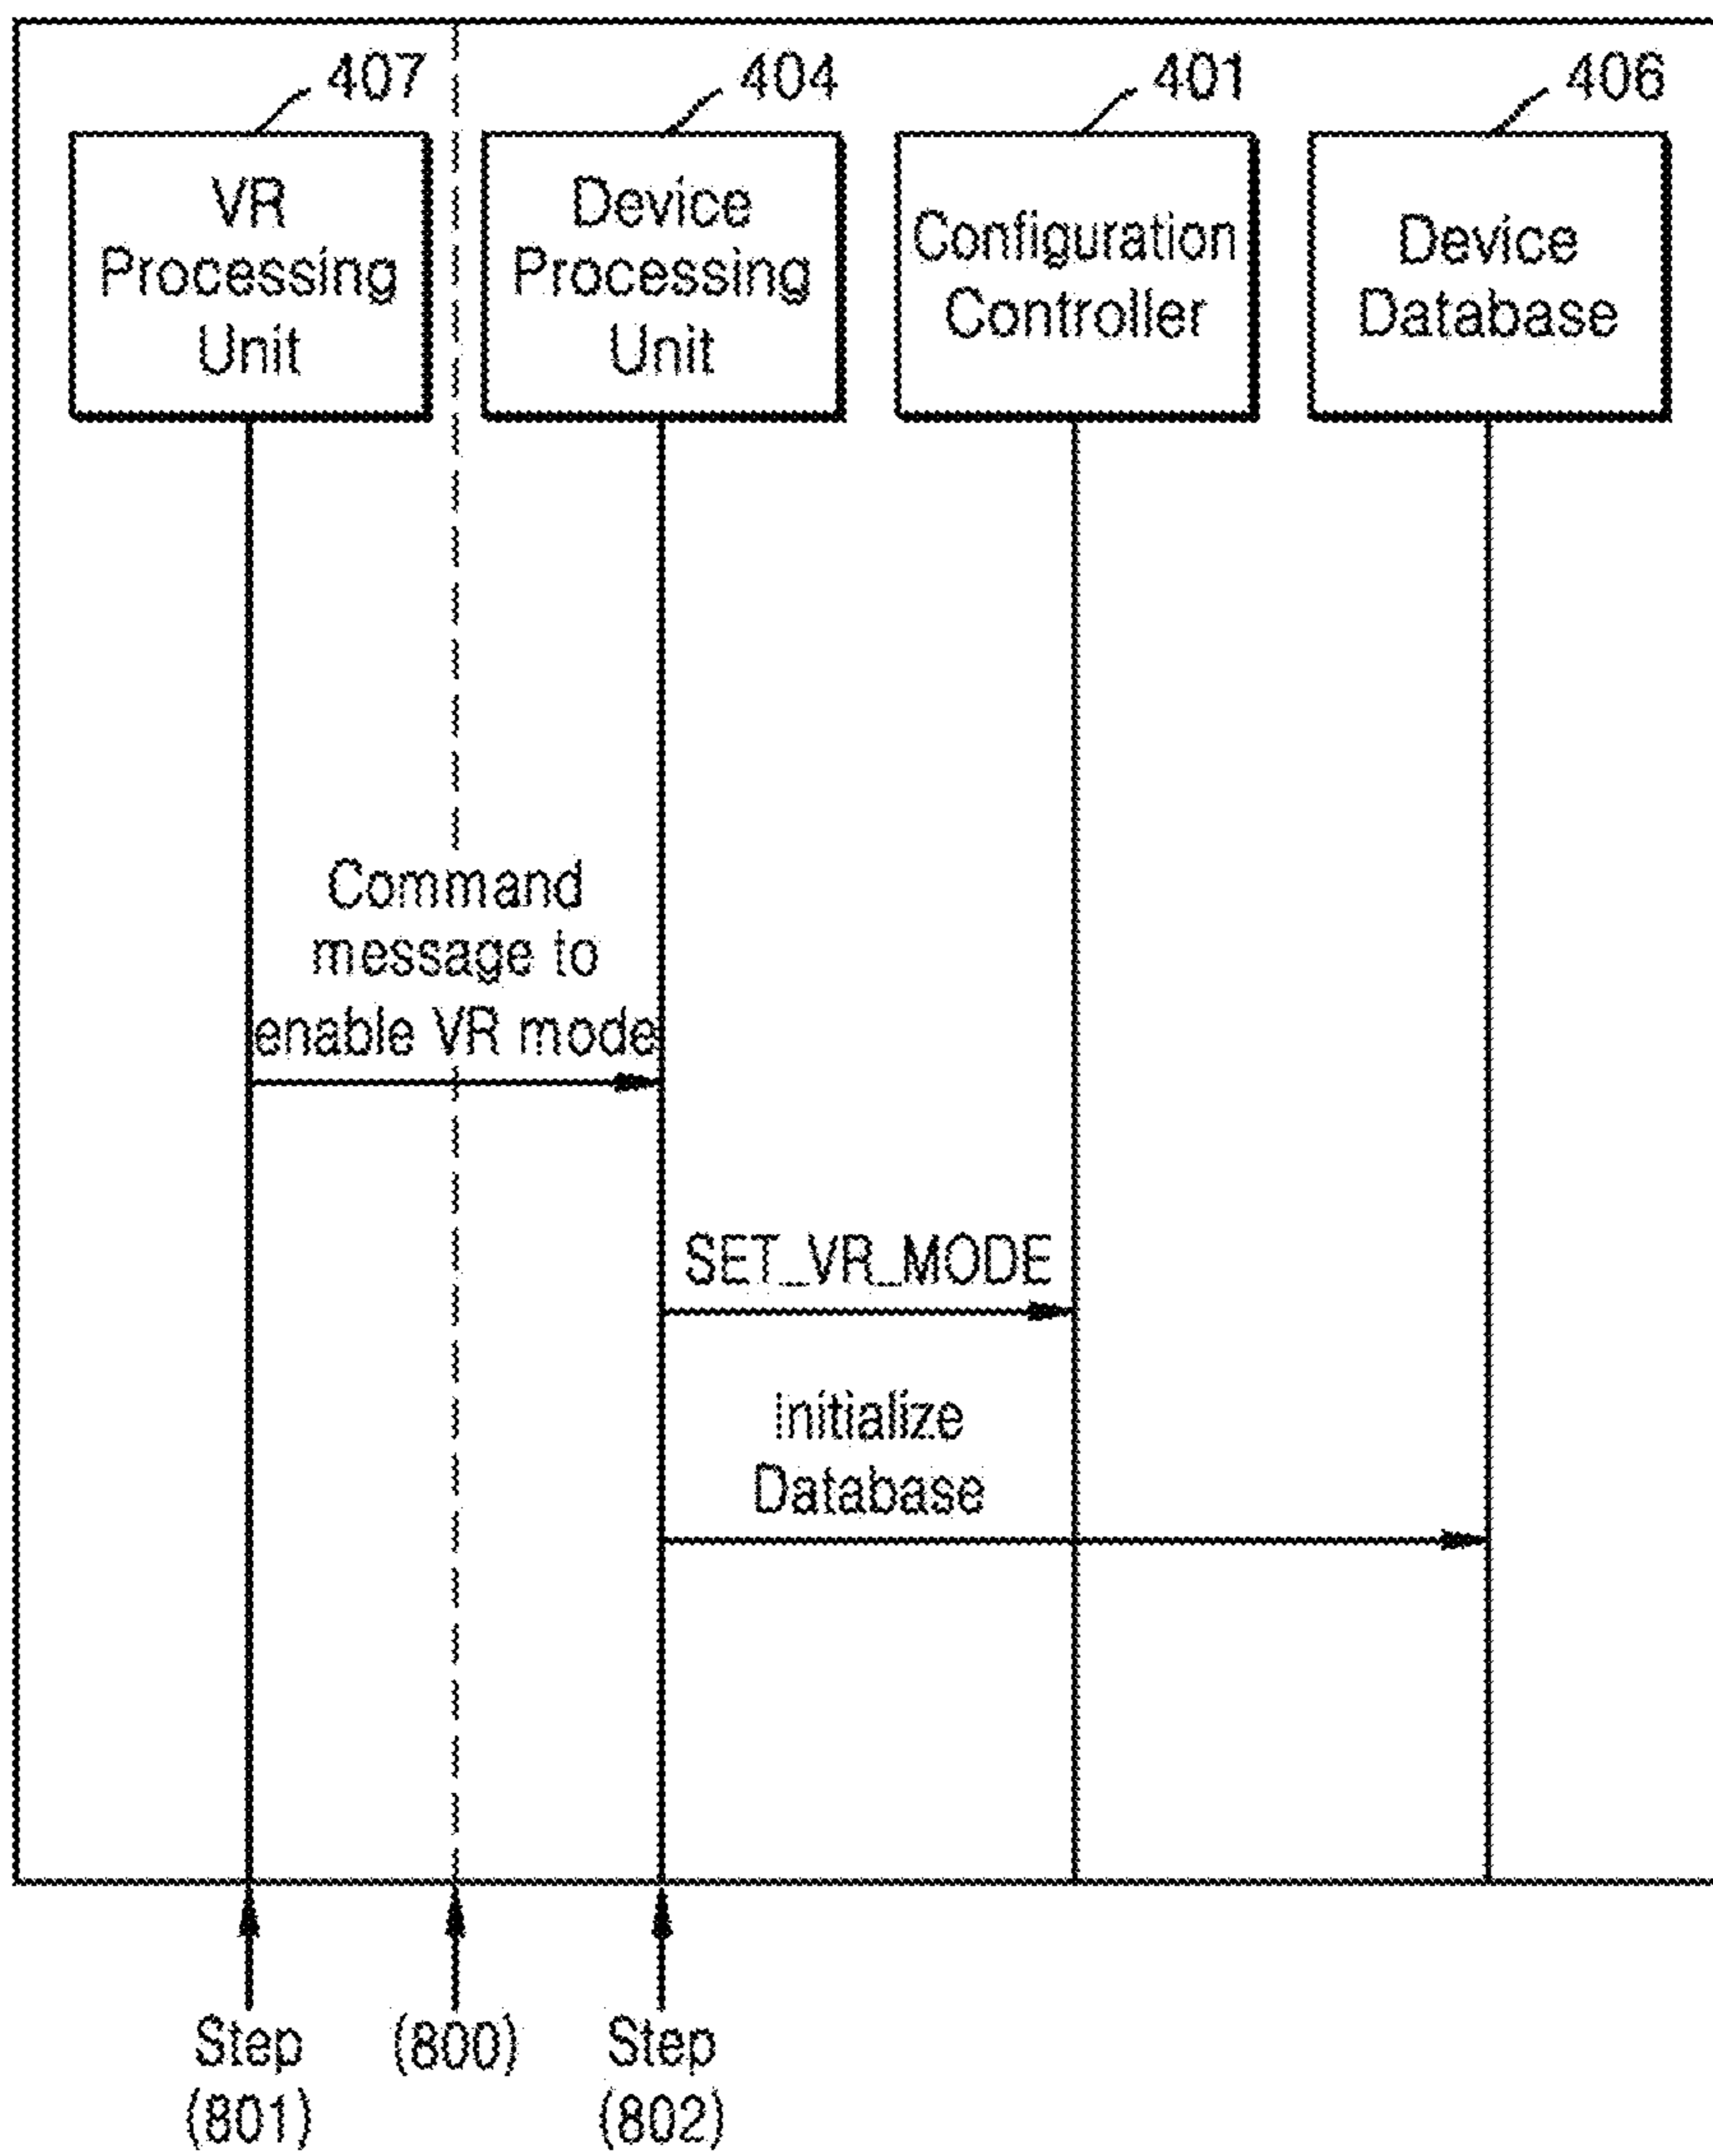 407
404
401
406
VR
Processing
Unit
Device
Processing
Unit
Configuration
Controller
Device
Database
Command
message to
enable VR mode
SET_VR_MODE
Initialize
Database
Step
(801)
(800)
Step
(802)